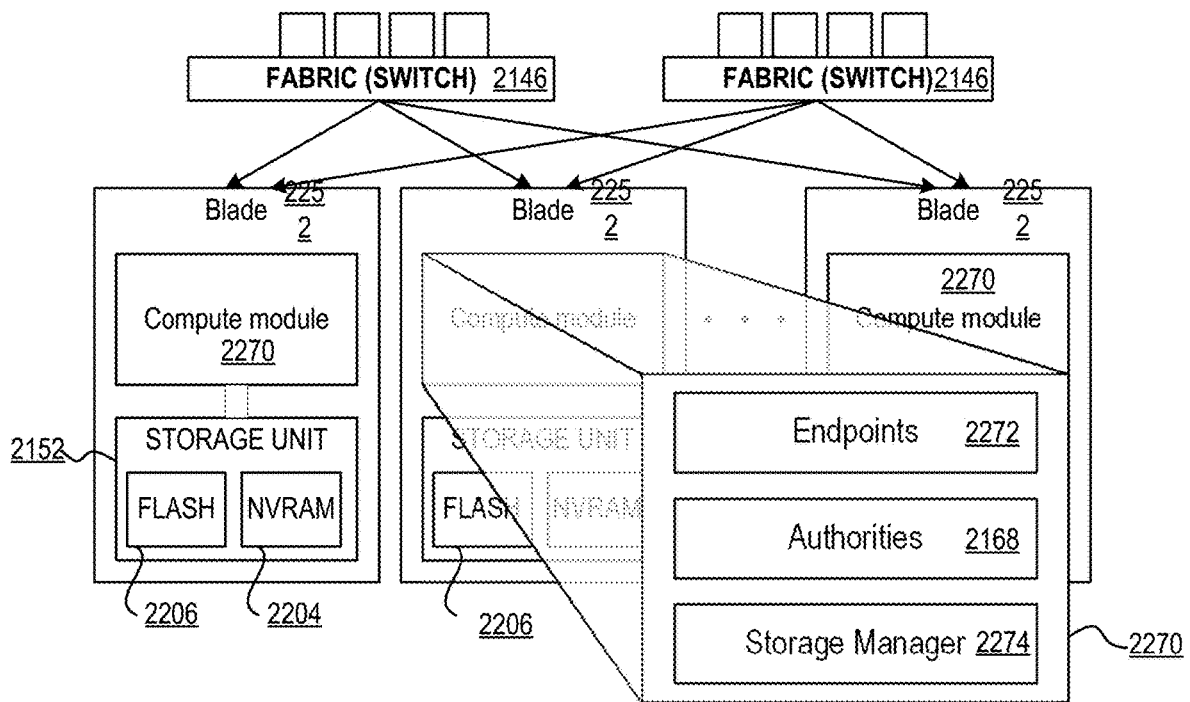 FABRIC (SWITCH) 2146
FABRIC (SWITCH) 2146
Blade 225
2
Blade 225
2
Blade 225
2
Compute module
2270
Compute module
2270
Compute module
2152
STORAGE UNIT
FLASH
NVRAM
2206
2204
STORAGE UNIT
FLASH
NVRAM
2206
Endpoints 2272
Authorities 2168
Storage Manager 2274
2270